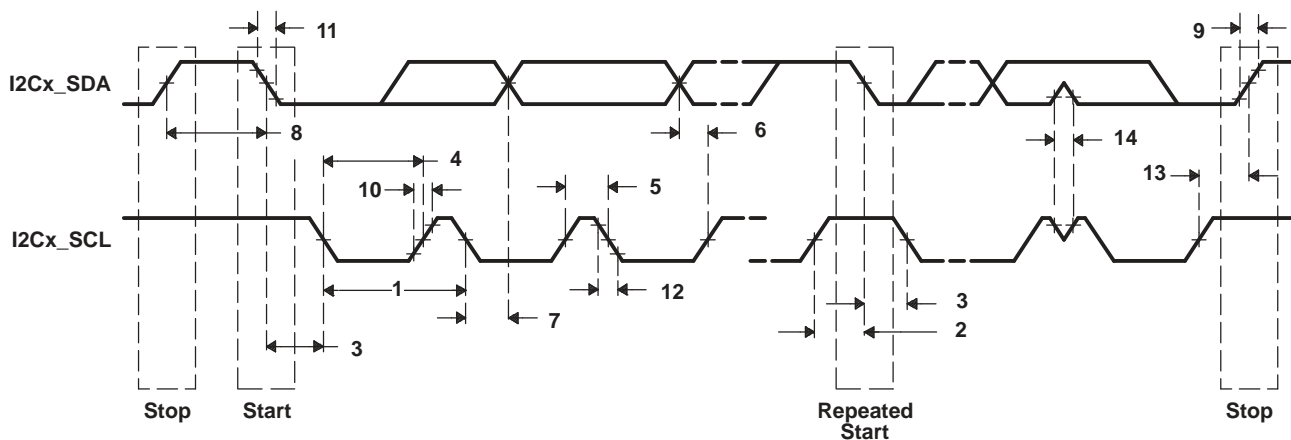 11
9
I2Cx_SDA
8
6
14
4
10
5
13
I2Cx_SCL
1
12
3
7
2
3
Stop
Start
Repeated
Start
Stop